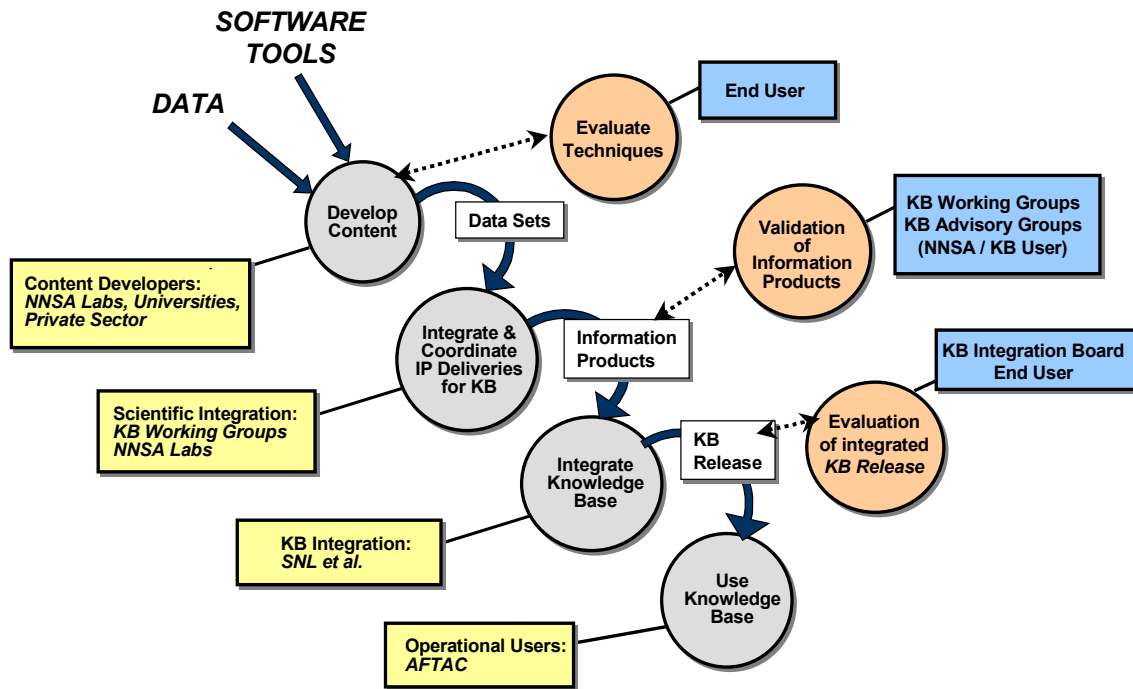 SOFTWARE
TOOLS
DATA
End User
Evaluate
Techniques
Develop
Content
Data Sets
KB Working Groups
KB Advisory Groups
(NNSA / KB User)
Validation
of
Information
Products
Content Developers:
NNSA Labs, Universities,
Private Sector
Integrate &
Coordinate
IP Deliveries
for KB
Information
Products
KB Integration Board
End User
Scientific Integration:
KB Working Groups
NNSA Labs
Evaluation
of integrated
KB Release
KB
Release
Integrate
Knowledge
Base
KB Integration:
SNL et al.
Use
Knowledge
Base
Operational Users:
AFTAC